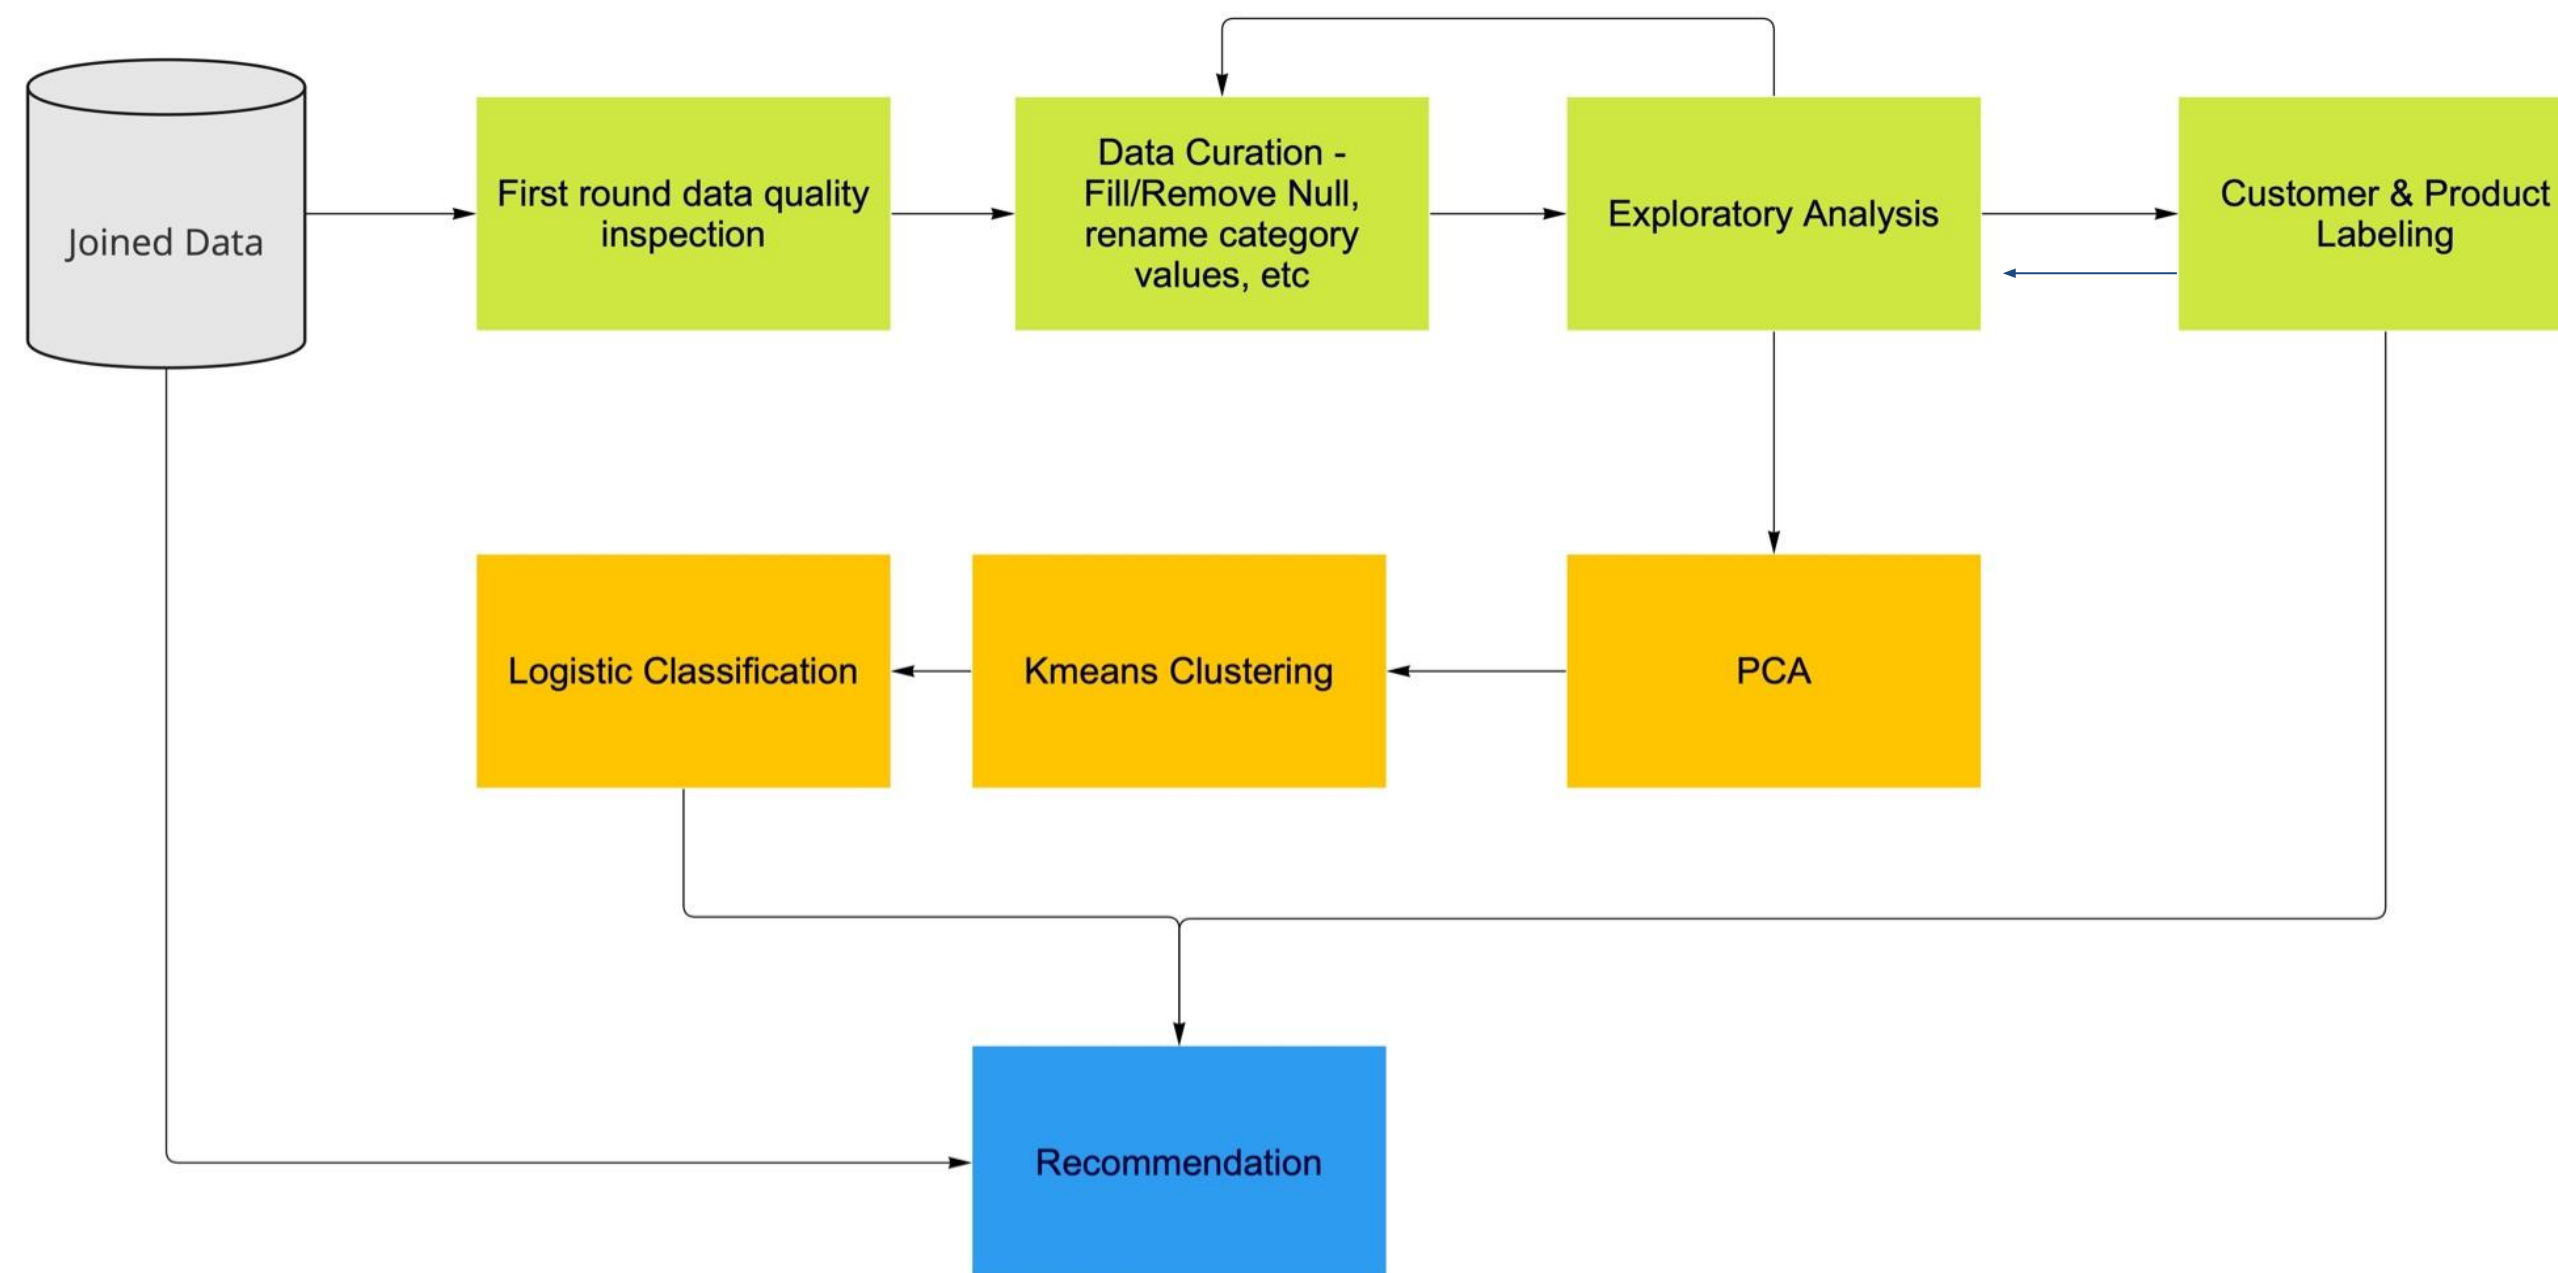 Joined Data
First round data quality
inspection
Data Curation -
Fill/Remove Null,
rename category
values, etc
Exploratory Analysis
Customer & Product
Labeling
Logistic Classification
Kmeans Clustering
PCA
Recommendation